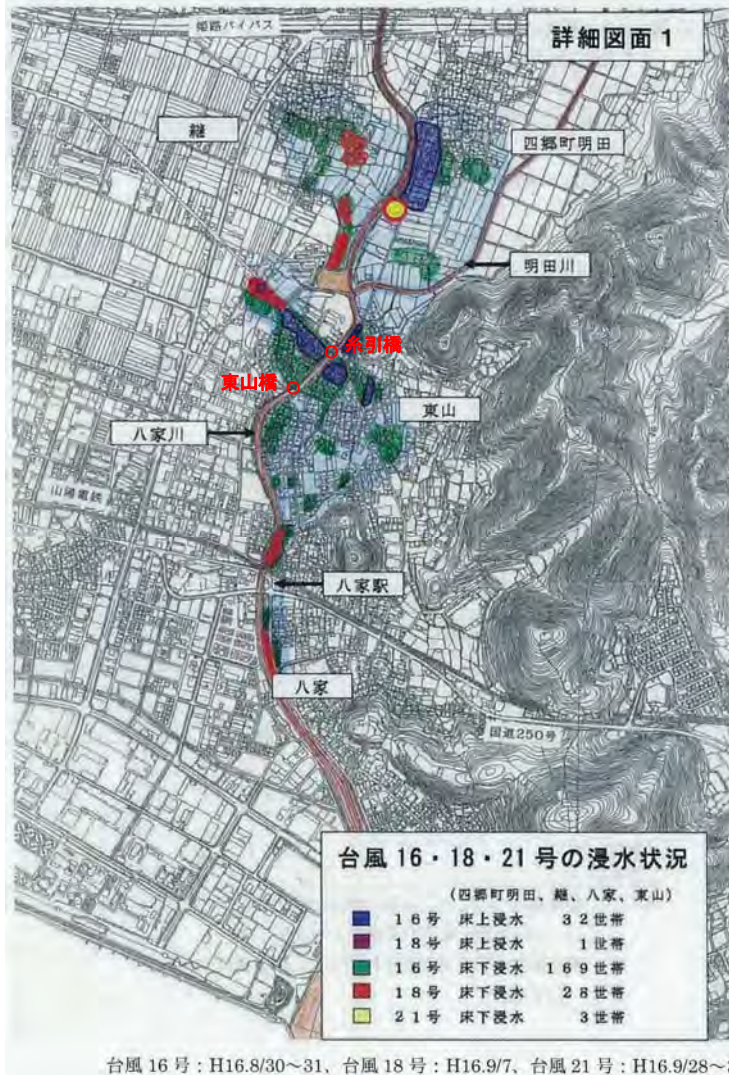 姫路バイパス
詳細図面1
継
四郷町明田
明田川
糸引橋
東山橋
東山
八家川
山陽電鉄
八家駅
八家
国道250号
台風16・18・21号の浸水状況
(四郷町明田、継、八家、東山)
16号 床上浸水 32世帯
18号 床上浸水 1世帯
16号 床下浸水 169世帯
18号 床下浸水 28世帯
21号 床下浸水 3世帯
台風16号：H16.8/30～31、台風18号：H16.9/7、台風21号：H16.9/28～